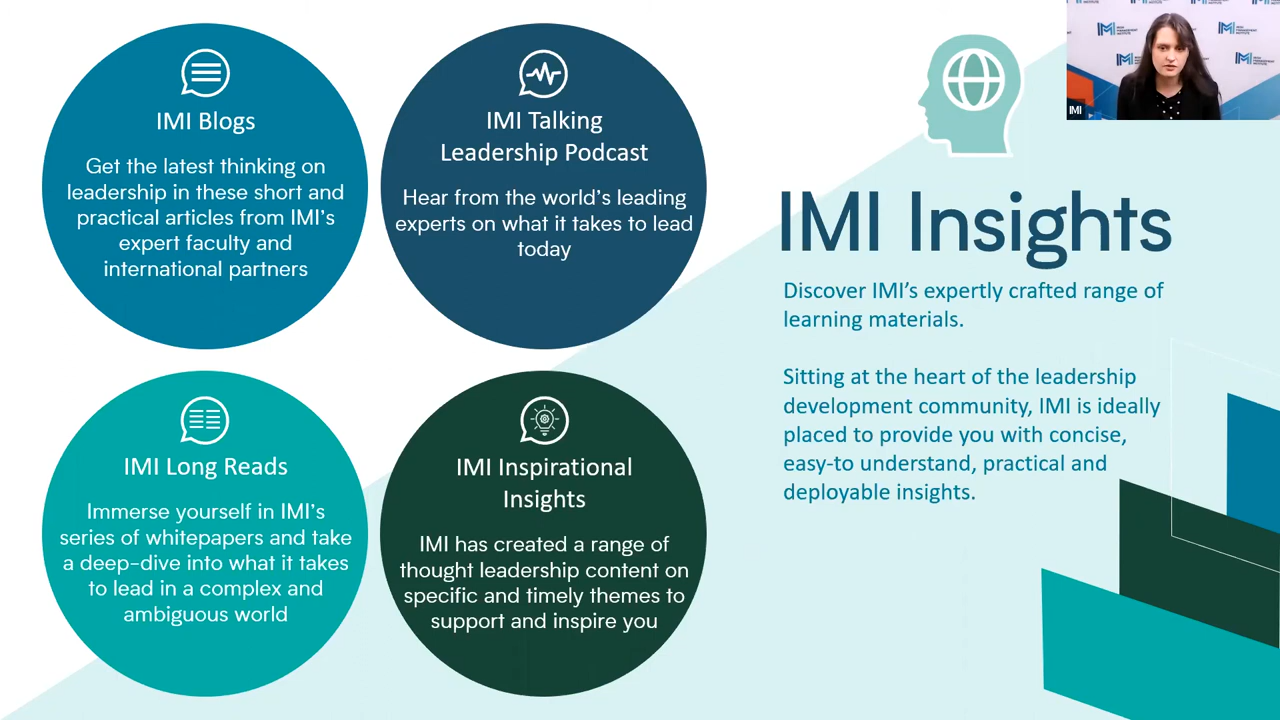 IMI Blogs
Get the latest thinking on
leadership in these short and
practical articles from IMI's
expert faculty and
international partners
IMI Talking
Leadership Podcast
Hear from the world's leading
experts on what it takes to lead
today
IMI Long Reads
Immerse yourself in IMI's
series of whitepapers and take
a deep-dive into what it takes
to lead in a complex and
ambiguous world
IMI Inspirational
Insights
IMI has created a range of
thought leadership content on
specific and timely themes to
support and inspire you
IMI Insights
Discover IMI's expertly crafted range of
learning materials.
Sitting at the heart of the leadership
development community, IMI is ideally
placed to provide you with concise,
easy-to understand, practical and
deployable insights.
IMI